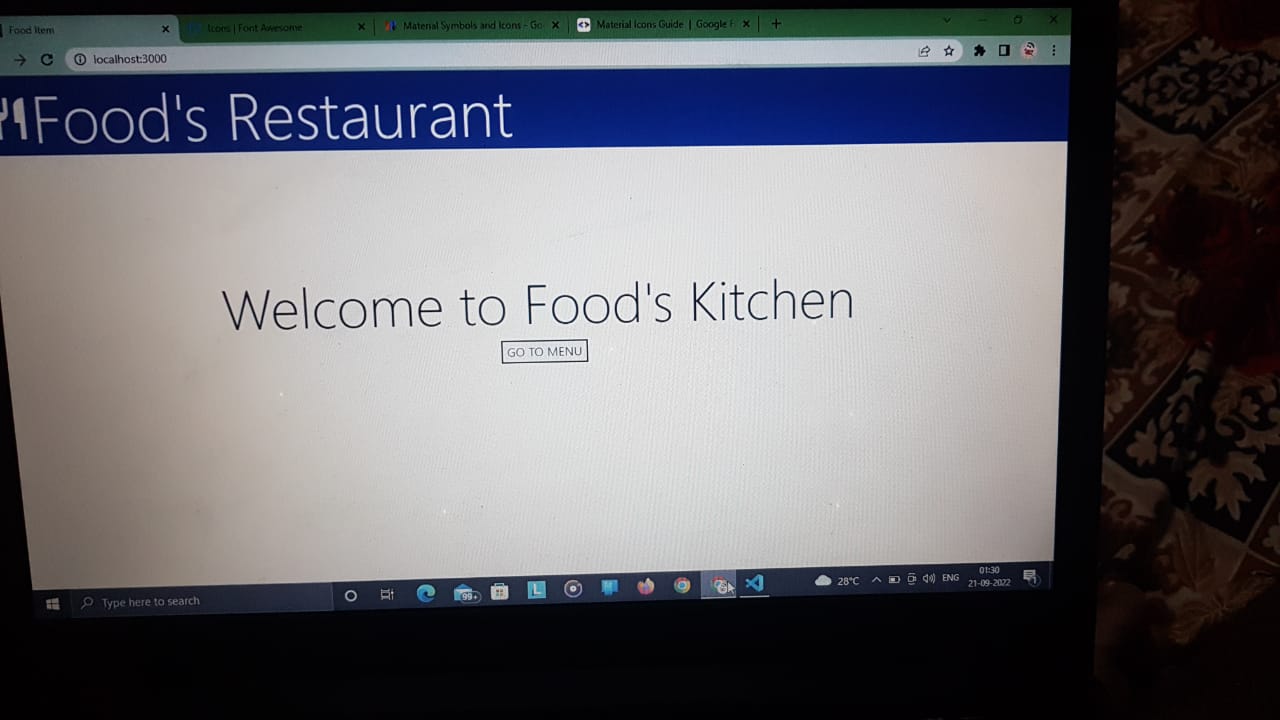 Food Item
Icons | Font Awesome
Material Symbols and Icons - Go
Material Icons Guide | Google F
localhost:3000
Food's Restaurant
Welcome to Food's Kitchen
GO TO MENU
Type here to search
99+
L
28°C
ENG
01:30
21-09-2022